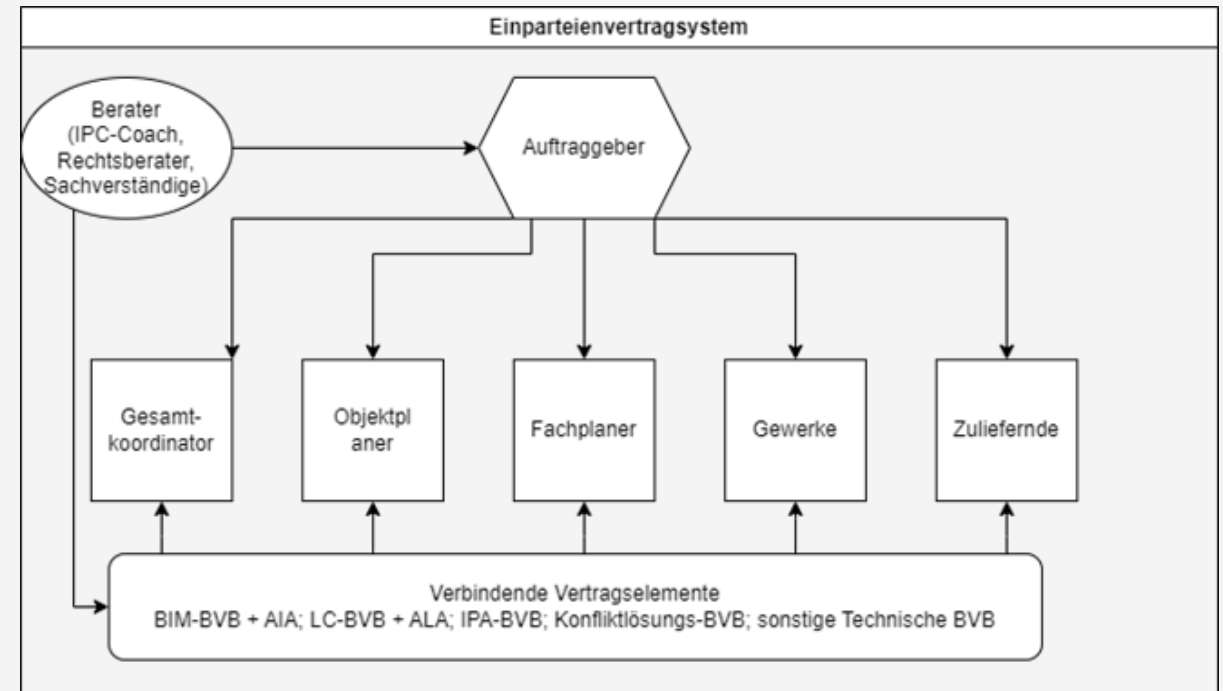 Einparteienvertragsystem
Berater
(IPC-Coach,
Rechtsberater,
Sachverständige)
Auftraggeber
Gesamt-
koordinator
Objektpl
aner
Fachplaner
Gewerke
Zuliefernde
Verbindende Vertragselemente
BIM-BVB + AIA; LC-BVB + ALA; IPA-BVB; Konfliktlösungs-BVB; sonstige Technische BVB